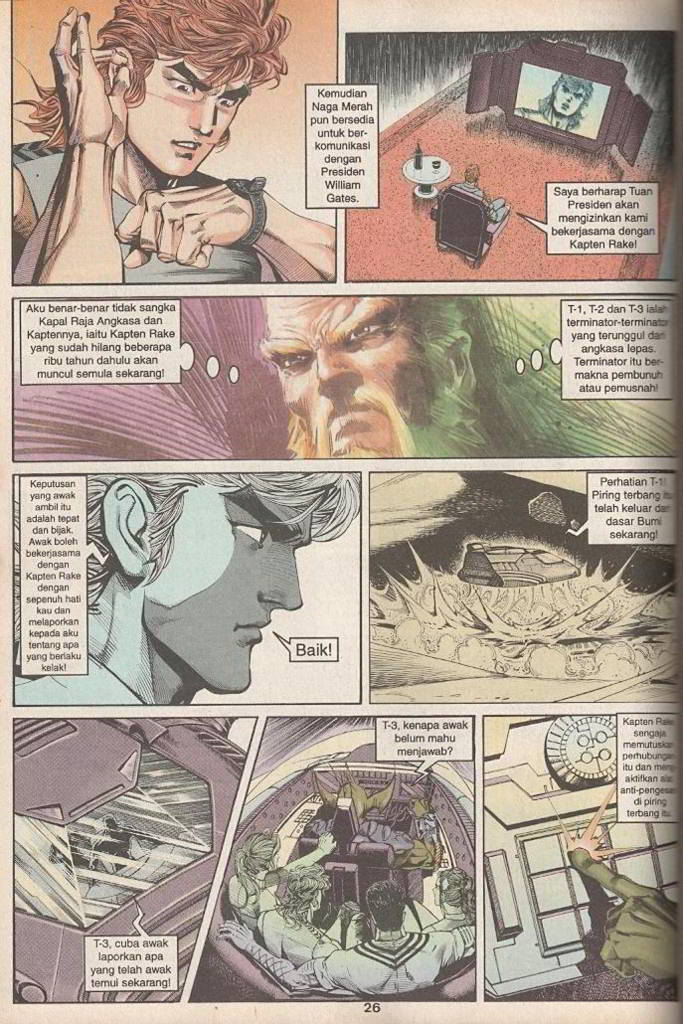 Kemudian
Naga Merah
pun bersedia
untuk ber-
komunikasi
dengan
Presiden
William
Gates.
Saya berharap Tuan
Presiden akan
mengizinkan kami
bekerjasama dengan
Kapten Rake!
Aku benar-benar tidak sangka
Kapal Raja Angkasa dan
Kaptennya, iaitu Kapten Rake
yang sudah hilang beberapa
ribu tahun dahulu akan
muncul semula sekarang!
T-1, T-2 dan T-3 ialah
terminator-terminator
yang terunggul dari
angkasa lepas.
Terminator itu ber-
makna pembunuh
atau pemusnah!
Keputusan
yang awak
ambil itu
adalah tepat
dan bijak.
Awak boleh
bekerjasama
dengan
Kapten Rake
dengan
sepenuh hati
kau dan
melaporkan
kepada aku
tentang apa
yang berlaku
kelak!
Baik!
Perhatian T-1!
Piring terbang itu
telah keluar dari
dasar Bumi
sekarang!
T-3, cuba awak
laporkan apa
yang telah awak
temui sekarang!
T-3, kenapa awak
belum mahu
menjawab?
Kapten Rake
sengaja
memutuskan
perhubungan
itu dan meng-
aktifkan alat
anti-pengesan
di piring
terbang itu.
26